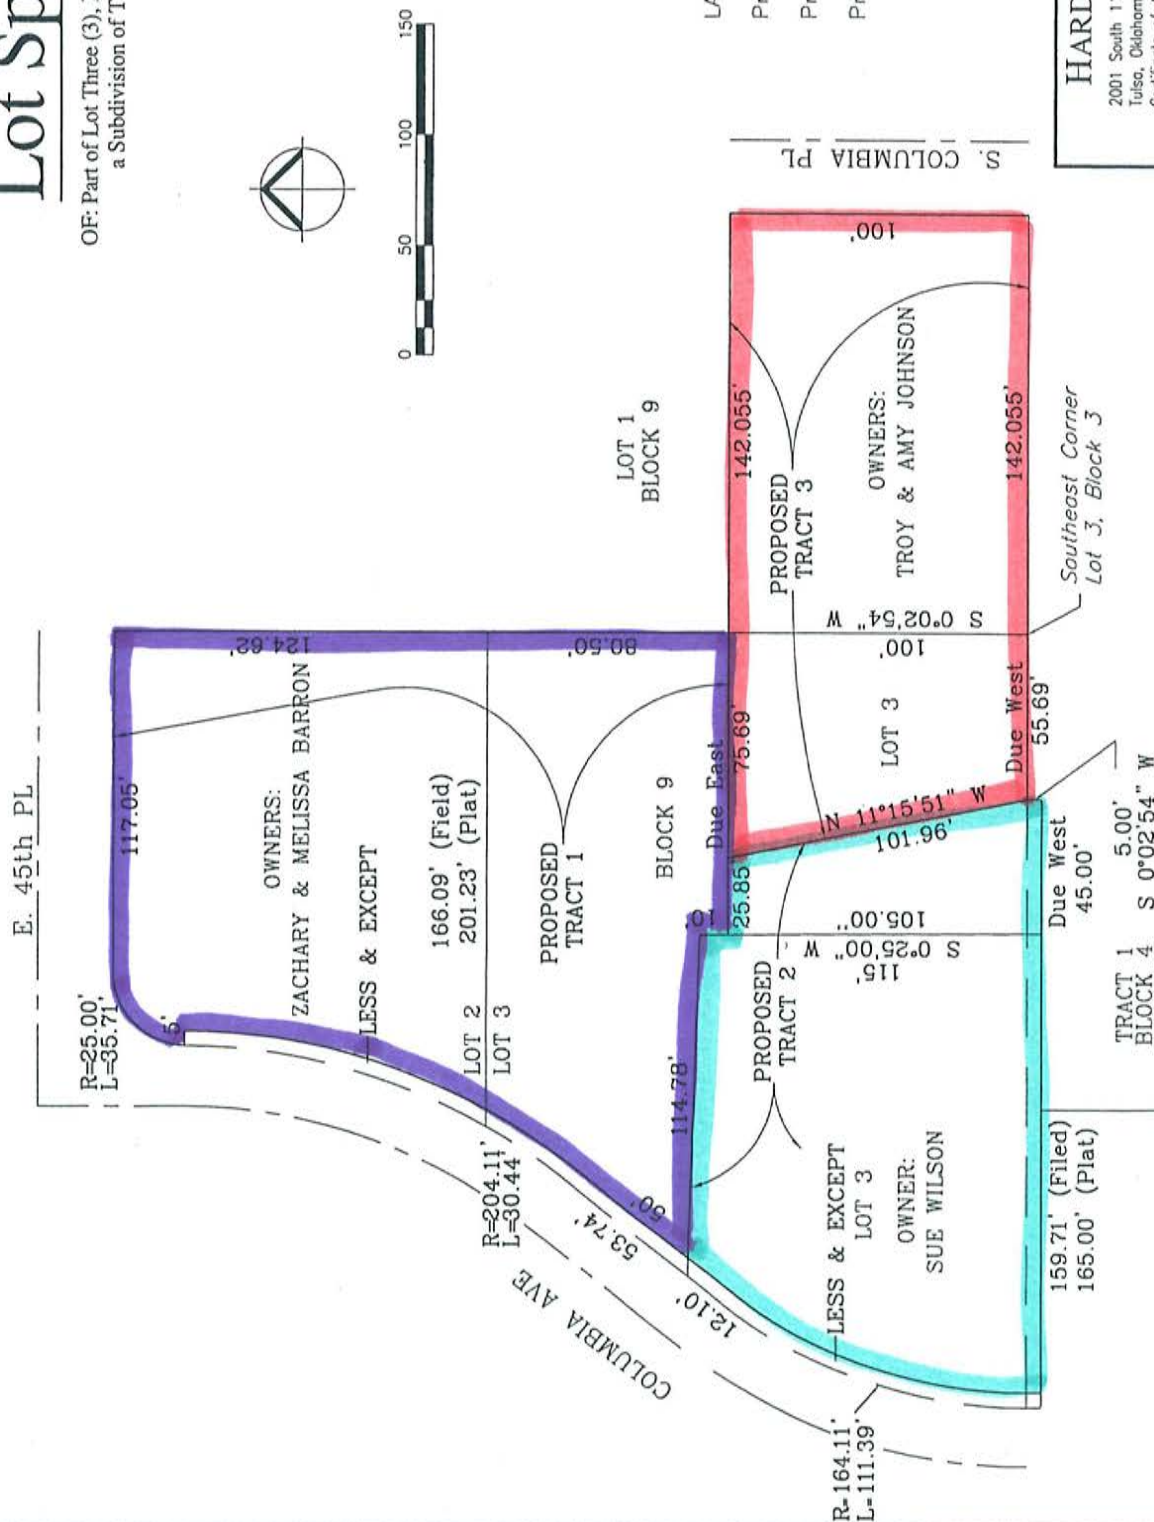 Lot Sp
OF: Part of Lot Three (3),
a Subdivision of T
0 50 100 150
E. 45th PL
R=25.00'
L=35.71'
117.05'
5'
OWNERS:
ZACHARY & MELISSA BARRON
124.62'
LESS & EXCEPT
166.09' (Field)
201.23' (Plat)
LOT 2
LOT 3
80.50'
PROPOSED
TRACT 1
BLOCK 9
R=204.11'
L=30.44'
53.74'
50'
12.10'
COLUMBIA AVE
114.78'
10'
Due East
25.85'
75.69'
LOT 1
BLOCK 9
142.055'
S. COLUMBIA PL
100'
PROPOSED
TRACT 3
OWNERS:
TROY & AMY JOHNSON
142.055'
S 0°02'54" W
100'
LOT 3
Due West
55.69'
N 11°15'51" W
101.96'
105.00"
S 0°25'00" W
115'
PROPOSED
TRACT 2
LESS & EXCEPT
LOT 3
OWNER:
SUE WILSON
R=164.11'
L=111.39'
159.71' (Filed)
165.00' (Plat)
Due West
45.00'
TRACT 1
BLOCK 4
5.00'
S 0°02'54" W
Southeast Corner
Lot 3, Block 3
LA
Pr
Pr
Pr
HARD
2001 South 1
Tulsa, Oklahom